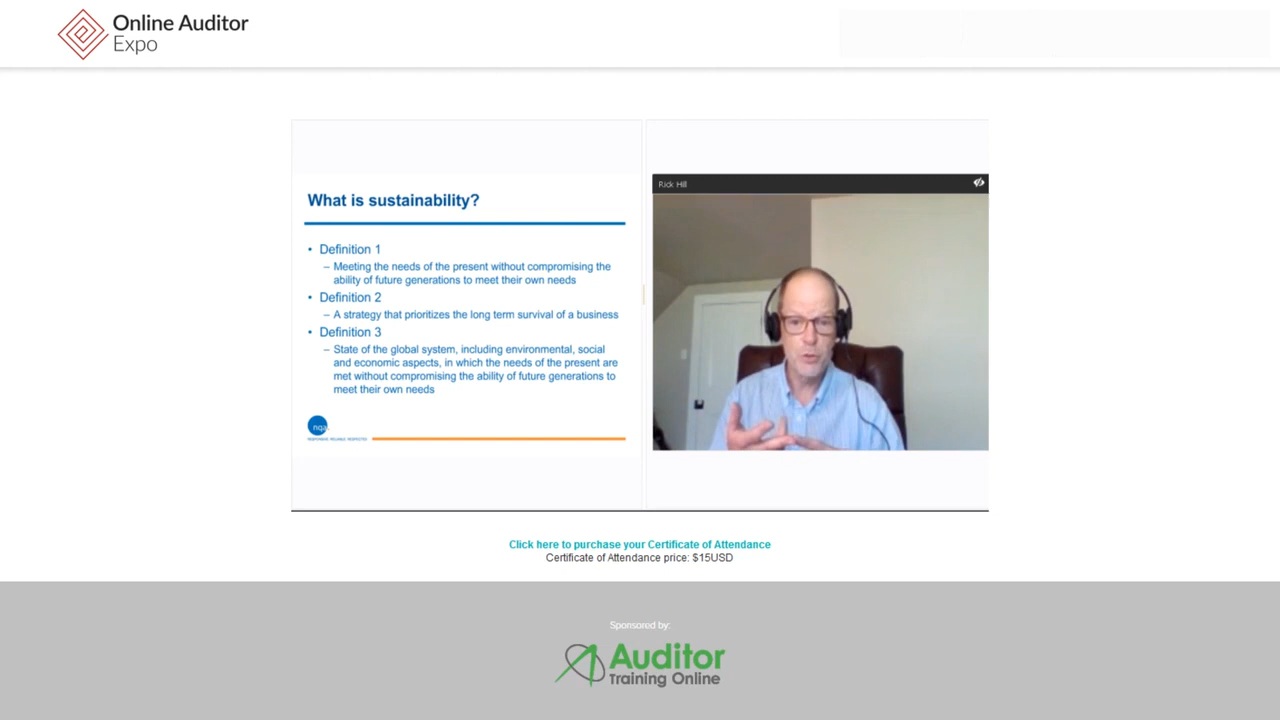 Online Auditor
Expo
What is sustainability?
• Definition 1
– Meeting the needs of the present without compromising the
ability of future generations to meet their own needs
• Definition 2
– A strategy that prioritizes the long term survival of a business
• Definition 3
– State of the global system, including environmental, social
and economic aspects, in which the needs of the present are
met without compromising the ability of future generations to
meet their own needs
nqa
RESPONSIVE. RELIABLE. RESPECTED.
Rick Hill
Click here to purchase your Certificate of Attendance
Certificate of Attendance price: $15USD
Sponsored by:
Auditor
Training Online